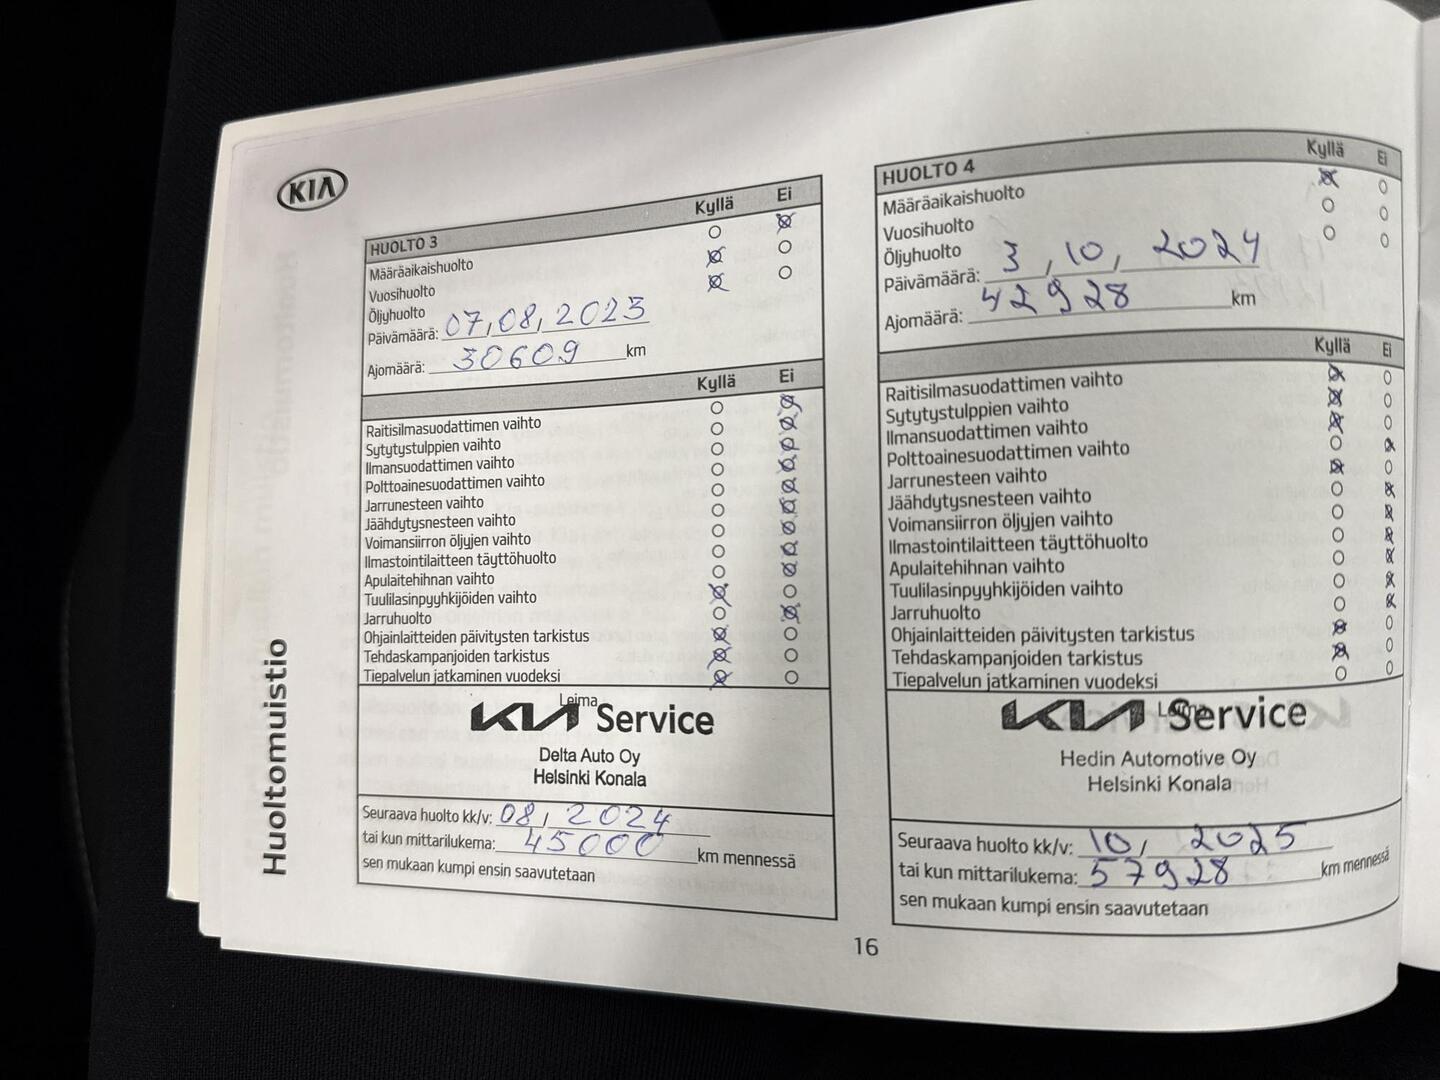 KIA
Huoltomuistio
HUOLTO 3 Kyllä Ei
Määräaikaishuolto
Vuosihuolto
Öljyhuolto
Päivämäärä: 07, 08, 2023
Ajomäärä: 30609 km
Kyllä Ei
Raitisilmasuodattimen vaihto
Sytytystulppien vaihto
Ilmansuodattimen vaihto
Polttoainesuodattimen vaihto
Jarrunesteen vaihto
Jäähdytysnesteen vaihto
Voimansiirron öljyjen vaihto
Ilmastointilaitteen täyttöhuolto
Apulaitehihnan vaihto
Tuulilasinpyyhkijöiden vaihto
Jarruhuolto
Ohjainlaitteiden päivitysten tarkistus
Tehdaskampanjoiden tarkistus
Tiepalvelun jatkaminen vuodeksi
Leima
KIA Service
Delta Auto Oy
Helsinki Konala
Seuraava huolto kk/v: 08, 2024
tai kun mittarilukema: 45000 km mennessä
sen mukaan kumpi ensin saavutetaan
HUOLTO 4 Kyllä Ei
Määräaikaishuolto
Vuosihuolto
Öljyhuolto
Päivämäärä: 3, 10, 2024
Ajomäärä: 42928 km
Kyllä Ei
Raitisilmasuodattimen vaihto
Sytytystulppien vaihto
Ilmansuodattimen vaihto
Polttoainesuodattimen vaihto
Jarrunesteen vaihto
Jäähdytysnesteen vaihto
Voimansiirron öljyjen vaihto
Ilmastointilaitteen täyttöhuolto
Apulaitehihnan vaihto
Tuulilasinpyyhkijöiden vaihto
Jarruhuolto
Ohjainlaitteiden päivitysten tarkistus
Tehdaskampanjoiden tarkistus
Tiepalvelun jatkaminen vuodeksi
Leima
KIA Service
Hedin Automotive Oy
Helsinki Konala
Seuraava huolto kk/v: 10, 2025
tai kun mittarilukema: 57928 km mennessä
sen mukaan kumpi ensin saavutetaan
16